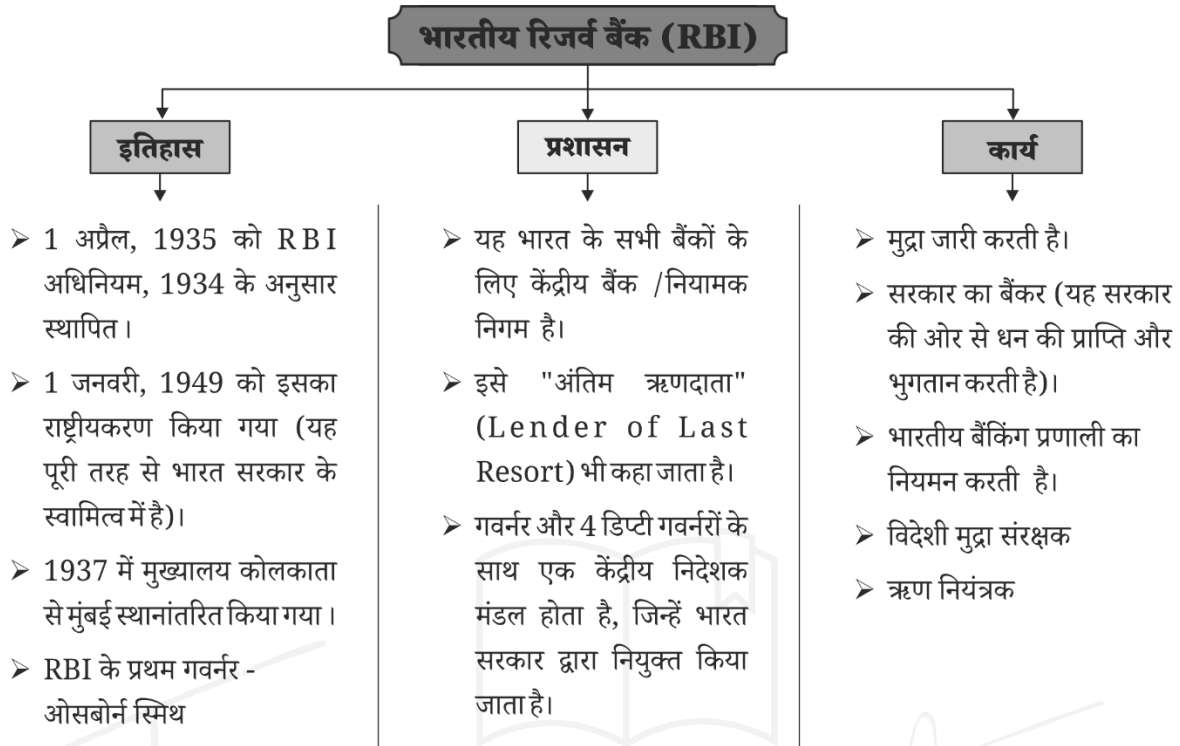 भारतीय रिजर्व बैंक (RBI)
इतिहास
➢ 1 अप्रैल, 1935 को RBI
अधिनियम, 1934 के अनुसार
स्थापित।
➢ 1 जनवरी, 1949 को इसका
राष्ट्रीयकरण किया गया (यह
पूरी तरह से भारत सरकार के
स्वामित्व में है)।
➢ 1937 में मुख्यालय कोलकाता
से मुंबई स्थानांतरित किया गया।
➢ RBI के प्रथम गवर्नर -
ओसबोर्न स्मिथ
प्रशासन
➢ यह भारत के सभी बैंकों के
लिए केंद्रीय बैंक /नियामक
निगम है।
➢ इसे "अंतिम ऋणदाता"
(Lender of Last
Resort) भी कहा जाता है।
➢ गवर्नर और 4 डिप्टी गवर्नरों के
साथ एक केंद्रीय निदेशक
मंडल होता है, जिन्हें भारत
सरकार द्वारा नियुक्त किया
जाता है।
कार्य
➢ मुद्रा जारी करती है।
➢ सरकार का बैंकर (यह सरकार
की ओर से धन की प्राप्ति और
भुगतान करती है)।
➢ भारतीय बैंकिंग प्रणाली का
नियमन करती है।
➢ विदेशी मुद्रा संरक्षक
➢ ऋण नियंत्रक